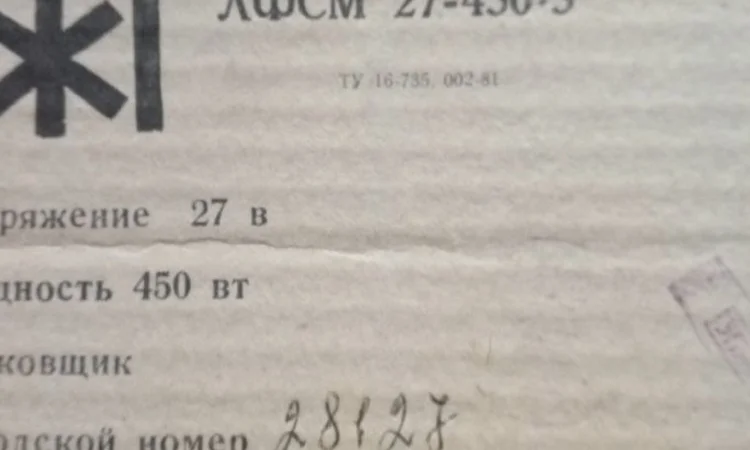 ЛФСМ 27-450-3
ТУ 16-735. 002-81
ряжение 27 в
щность 450 вт
ковщик
одской номер 28127